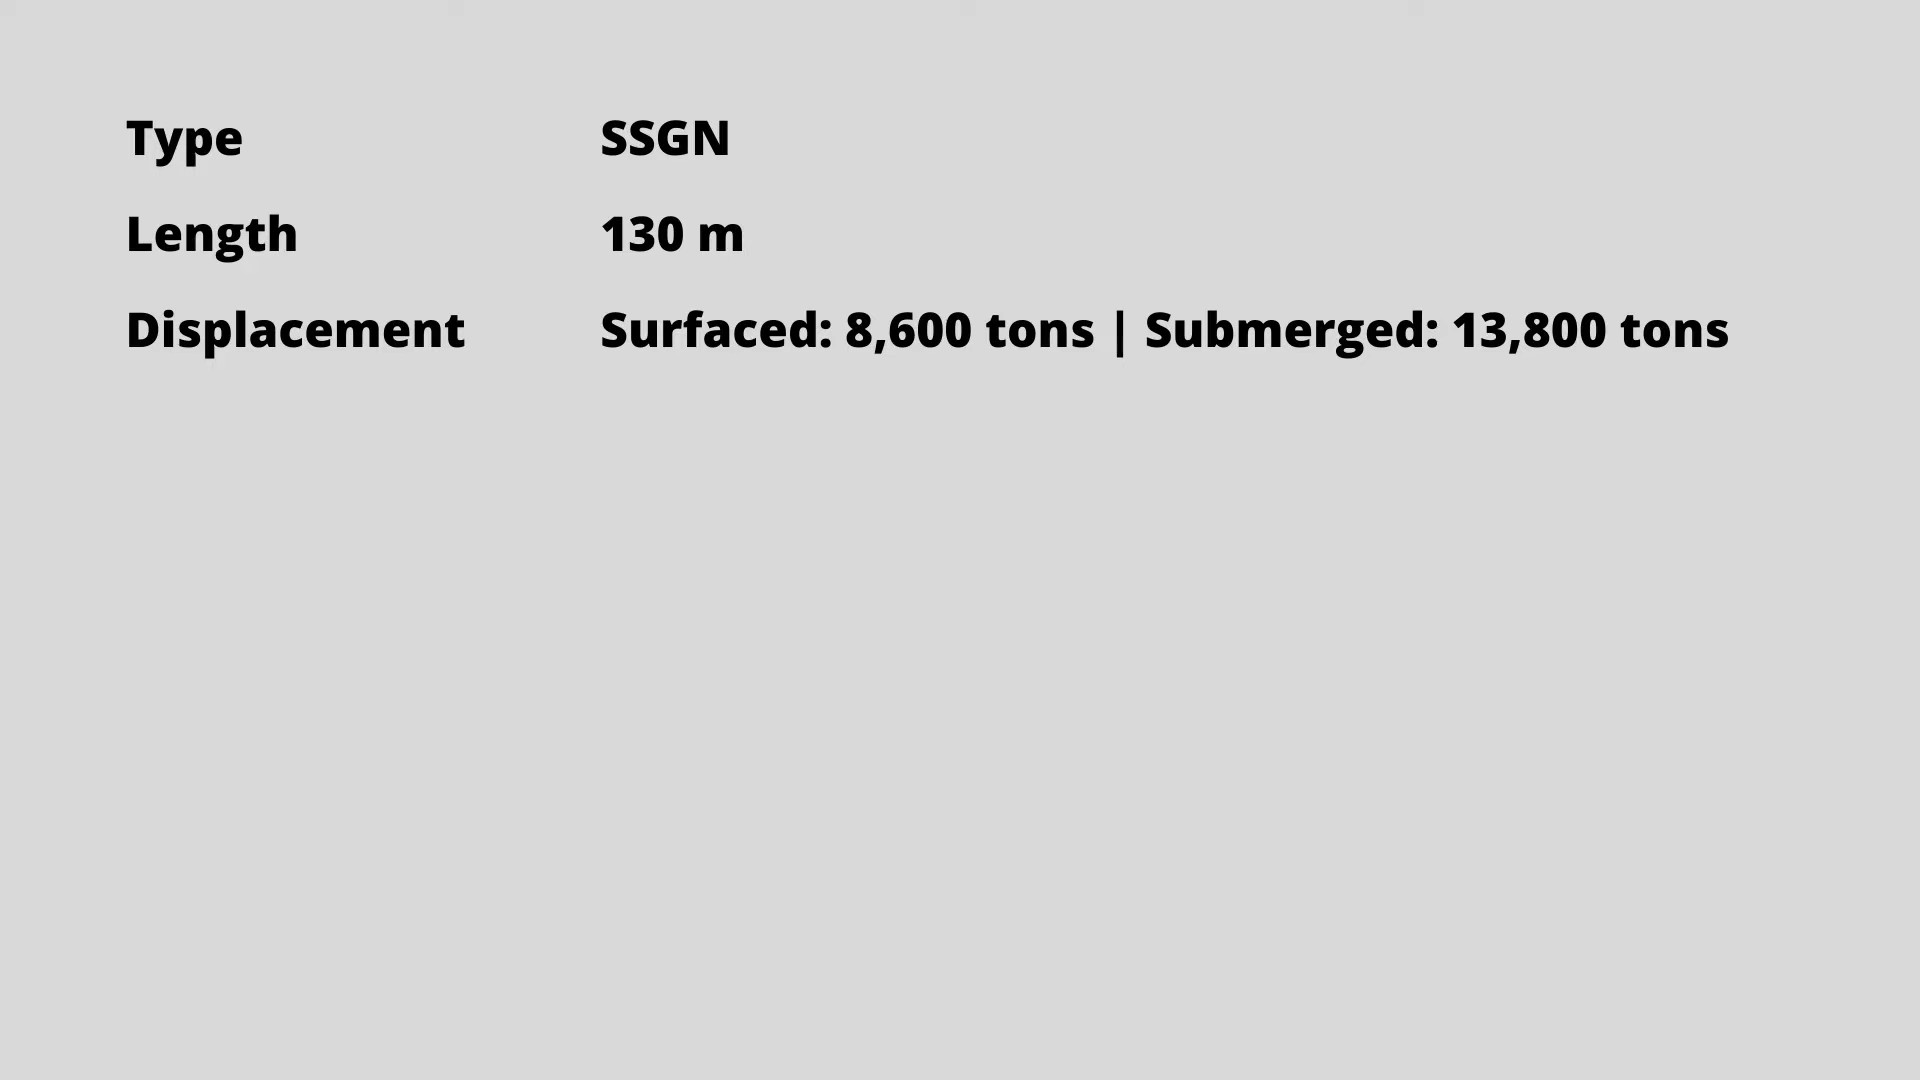 Type SSGN
Length 130 m
Displacement Surfaced: 8,600 tons | Submerged: 13,800 tons